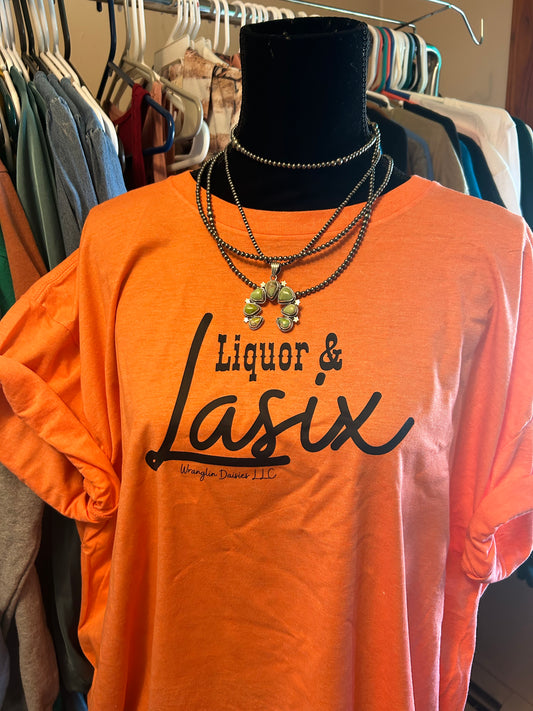 Liquor &
Lasix
Wranglin Daisies LLC